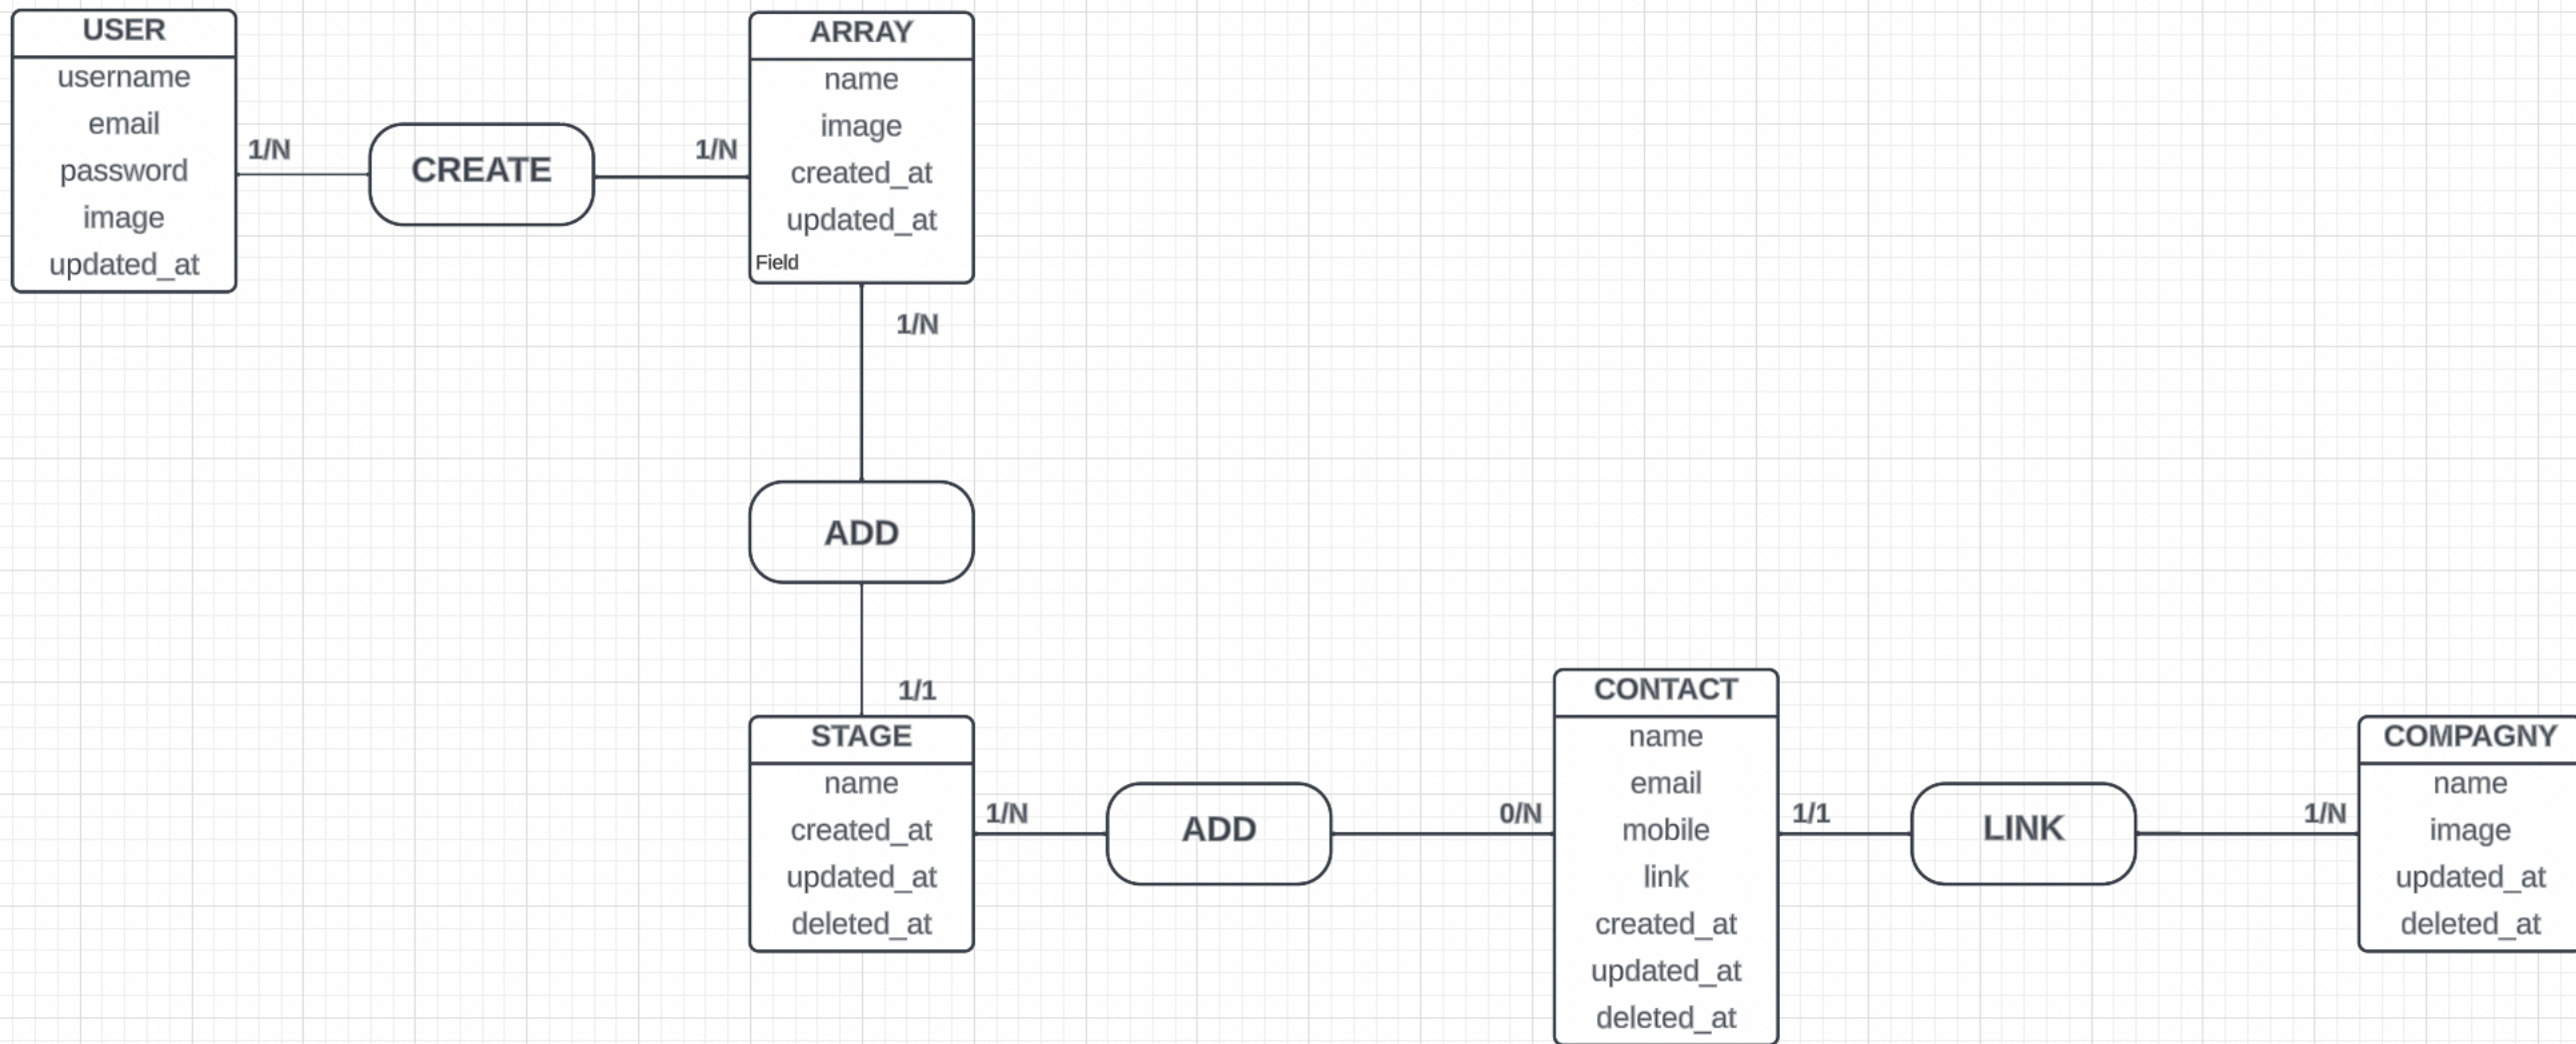 USER
username
email
password
image
updated_at
1/N
CREATE
1/N
ARRAY
name
image
created_at
updated_at
Field
1/N
ADD
1/1
STAGE
name
created_at
updated_at
deleted_at
1/N
ADD
0/N
CONTACT
name
email
mobile
link
created_at
updated_at
deleted_at
1/1
LINK
1/N
COMPAGNY
name
image
updated_at
deleted_at